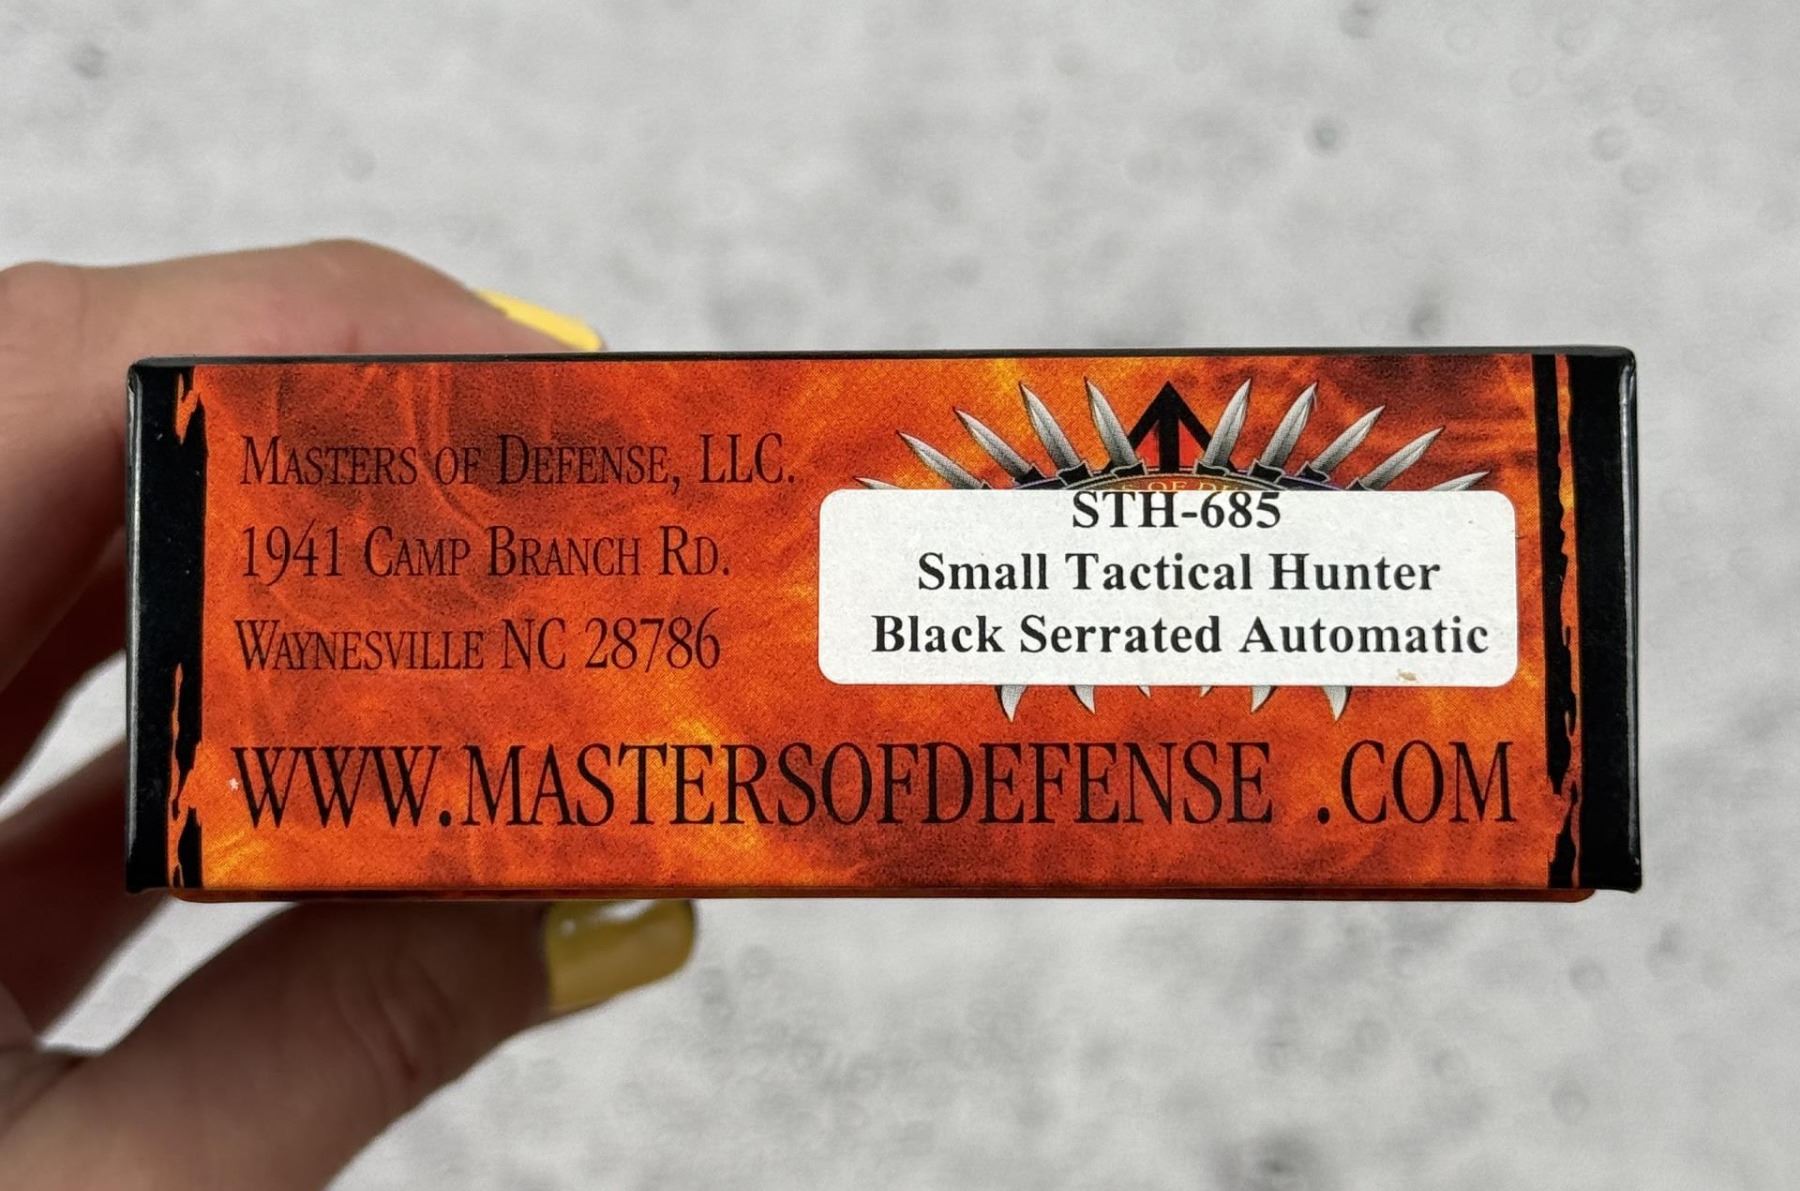 MASTERS OF DEFENSE, LLC.
1941 CAMP BRANCH RD.
WAYNESVILLE NC 28786
OF
STH-685
Small Tactical Hunter
Black Serrated Automatic
WWW.MASTERSOFDEFENSE .COM